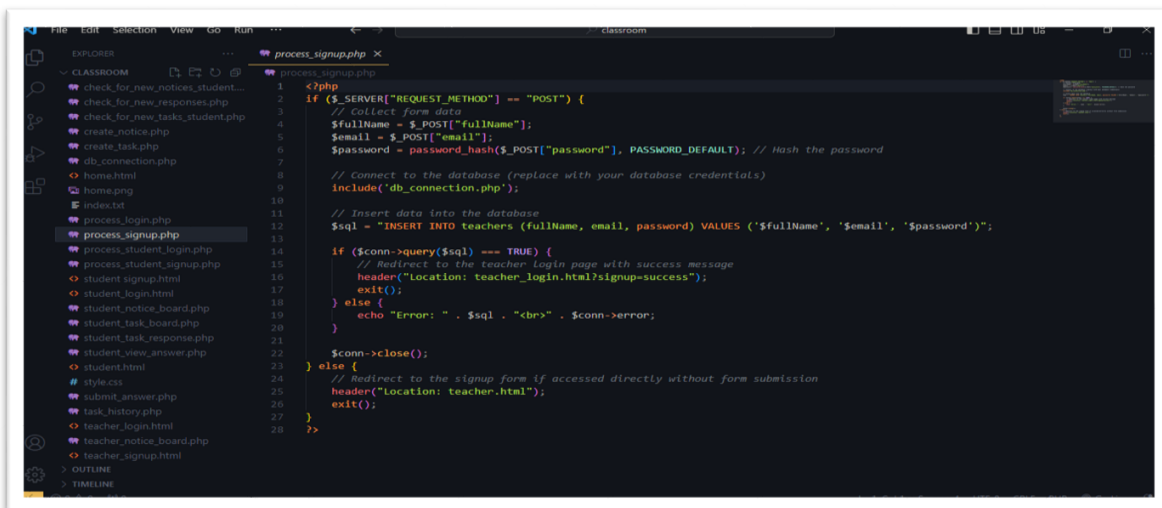 File Edit Selection View Go Run ... classroom
EXPLORER ...
process_signup.php
CLASSROOM
process_signup.php
check_for_new_notices_student....
check_for_new_responses.php
check_for_new_tasks_student.php
create_notice.php
create_task.php
db_connection.php
home.html
home.png
index.txt
process_login.php
process_signup.php
process_student_login.php
process_student_signup.php
student signup.html
student_login.html
student_notice_board.php
student_task_board.php
student_task_response.php
student_view_answer.php
student.html
style.css
submit_answer.php
task_history.php
teacher_login.html
teacher_notice_board.php
teacher_signup.html
OUTLINE
TIMELINE
1 <?php
2 if ($_SERVER["REQUEST_METHOD"] == "POST") {
3 // Collect form data
4 $fullName = $_POST["fullName"];
5 $email = $_POST["email"];
6 $password = password_hash($_POST["password"], PASSWORD_DEFAULT); // Hash the password
7
8 // Connect to the database (replace with your database credentials)
9 include('db_connection.php');
10
11 // Insert data into the database
12 $sql = "INSERT INTO teachers (fullName, email, password) VALUES ('$fullName', '$email', '$password')";
13
14 if ($conn->query($sql) === TRUE) {
15 // Redirect to the teacher login page with success message
16 header("Location: teacher_login.html?signup=success");
17 exit();
18 } else {
19 echo "Error: " . $sql . "<br>" . $conn->error;
20 }
21
22 $conn->close();
23 } else {
24 // Redirect to the signup form if accessed directly without form submission
25 header("Location: teacher.html");
26 exit();
27 }
28 ?>